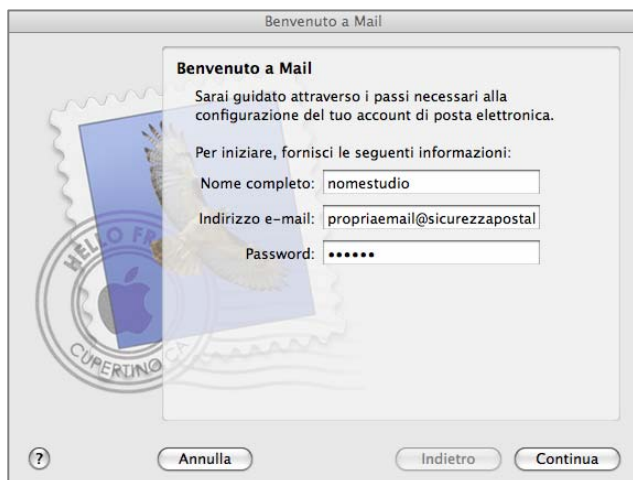 Benvenuto a Mail
Benvenuto a Mail
Sarai guidato attraverso i passi necessari alla
configurazione del tuo account di posta elettronica.
Per iniziare, fornisci le seguenti informazioni:
Nome completo: nomestudio
Indirizzo e-mail: propriaemail@sicurezzapostal
Password: ••••••
HELLO FR
CUPERTINO CA
? Annulla Indietro Continua